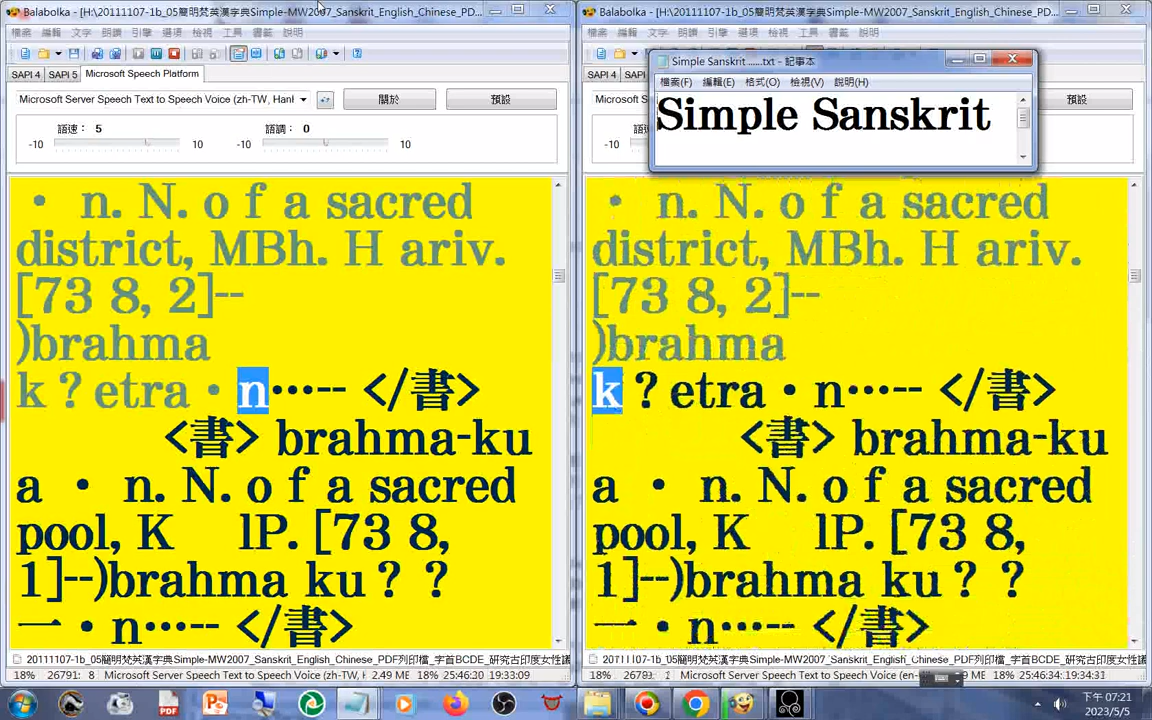 Balabolka - [H:\20111107-1b_05簡明梵英漢字典Simple-MW2007_Sanskrit_English_Chinese_PD...
檔案 編輯 文字 朗讀 引擎 選項 檢視 工具 書籤 說明
SAPI 4 SAPI 5 Microsoft Speech Platform
Microsoft Server Speech Text to Speech Voice (zh-TW, Hanl 關於 預設
語速： 5 語調： 0
-10 10 -10 10
• n. N. o f a sacred
district, MBh. H ariv.
[73 8, 2]--
)brahma
k ? etra • n…-- </書>
<書> brahma-ku
a • n. N. o f a sacred
pool, K lP. [73 8,
1]--)brahma ku ? ?
一 • n…-- </書>
20111107-1b_05簡明梵英漢字典Simple-MW2007_Sanskrit_English_Chinese_PDF列印檔_字首BCDE_研究古印度女性議
18% 26791: 8 Microsoft Server Speech Text to Speech Voice (zh-TW, H 2.49 ME 18% 25:46:30 19:33:09
Balabolka - [H:\20111107-1b_05簡明梵英漢字典Simple-MW2007_Sanskrit_English_Chinese_PD...
檔案 編輯 文字 朗讀 引擎 選項 檢視 工具 書籤 說明
SAPI 4 SAPI
Microsoft S 預設
語速
-10
Simple Sanskrit ......txt - 記事本
檔案(F) 編輯(E) 格式(O) 檢視(V) 說明(H)
Simple Sanskrit
• n. N. o f a sacred
district, MBh. H ariv.
[73 8, 2]--
)brahma
k ? etra • n…-- </書>
<書> brahma-ku
a • n. N. o f a sacred
pool, K lP. [73 8,
1]--)brahma ku ? ?
一 • n…-- </書>
20111107-1b_05簡明梵英漢字典Simple-MW2007_Sanskrit_English_Chinese_PDF列印檔_字首BCDE_研究古印度女性議
18% 26791: Microsoft Server Speech Text to Speech Voice (zh-T 9 ME 18% 25:46:34 19:34:31
下午 07:21
2023/5/5